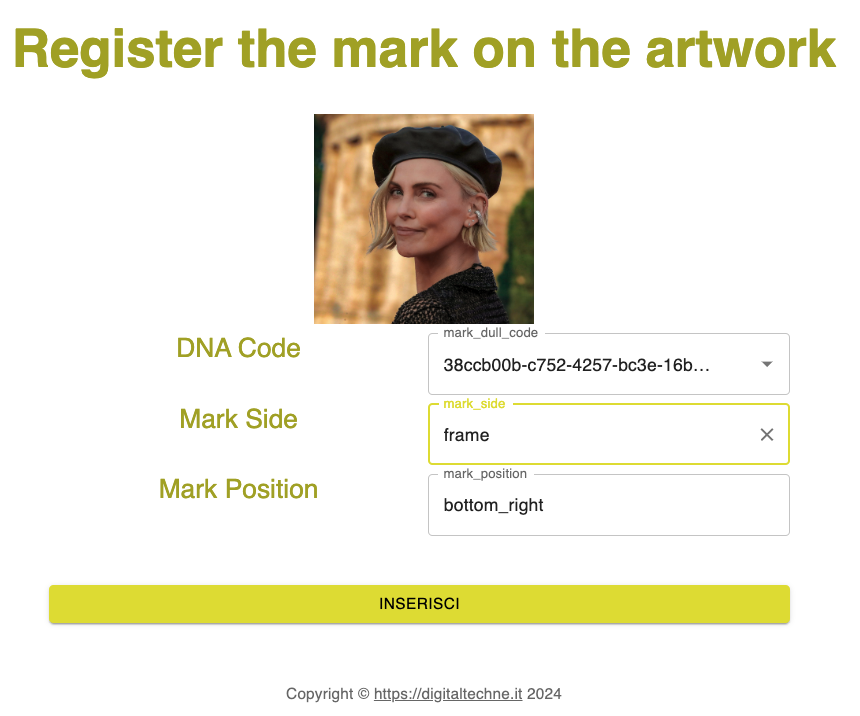 Register the mark on the artwork
DNA Code
mark_dull_code
38ccb00b-c752-4257-bc3e-16b…
Mark Side
mark_side
frame
Mark Position
mark_position
bottom_right
INSERISCI
Copyright © https://digitaltechne.it 2024